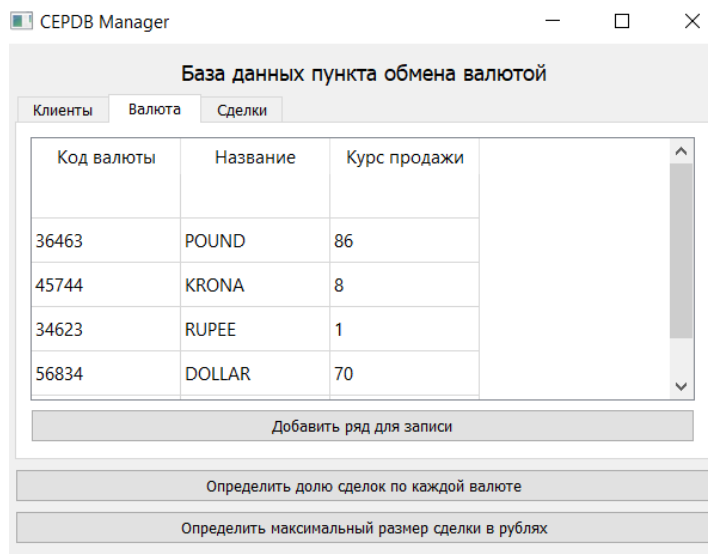 CEPDB Manager
База данных пункта обмена валютой
Клиенты Валюта Сделки
Код валюты Название Курс продажи
36463 POUND 86
45744 KRONA 8
34623 RUPEE 1
56834 DOLLAR 70
Добавить ряд для записи
Определить долю сделок по каждой валюте
Определить максимальный размер сделки в рублях